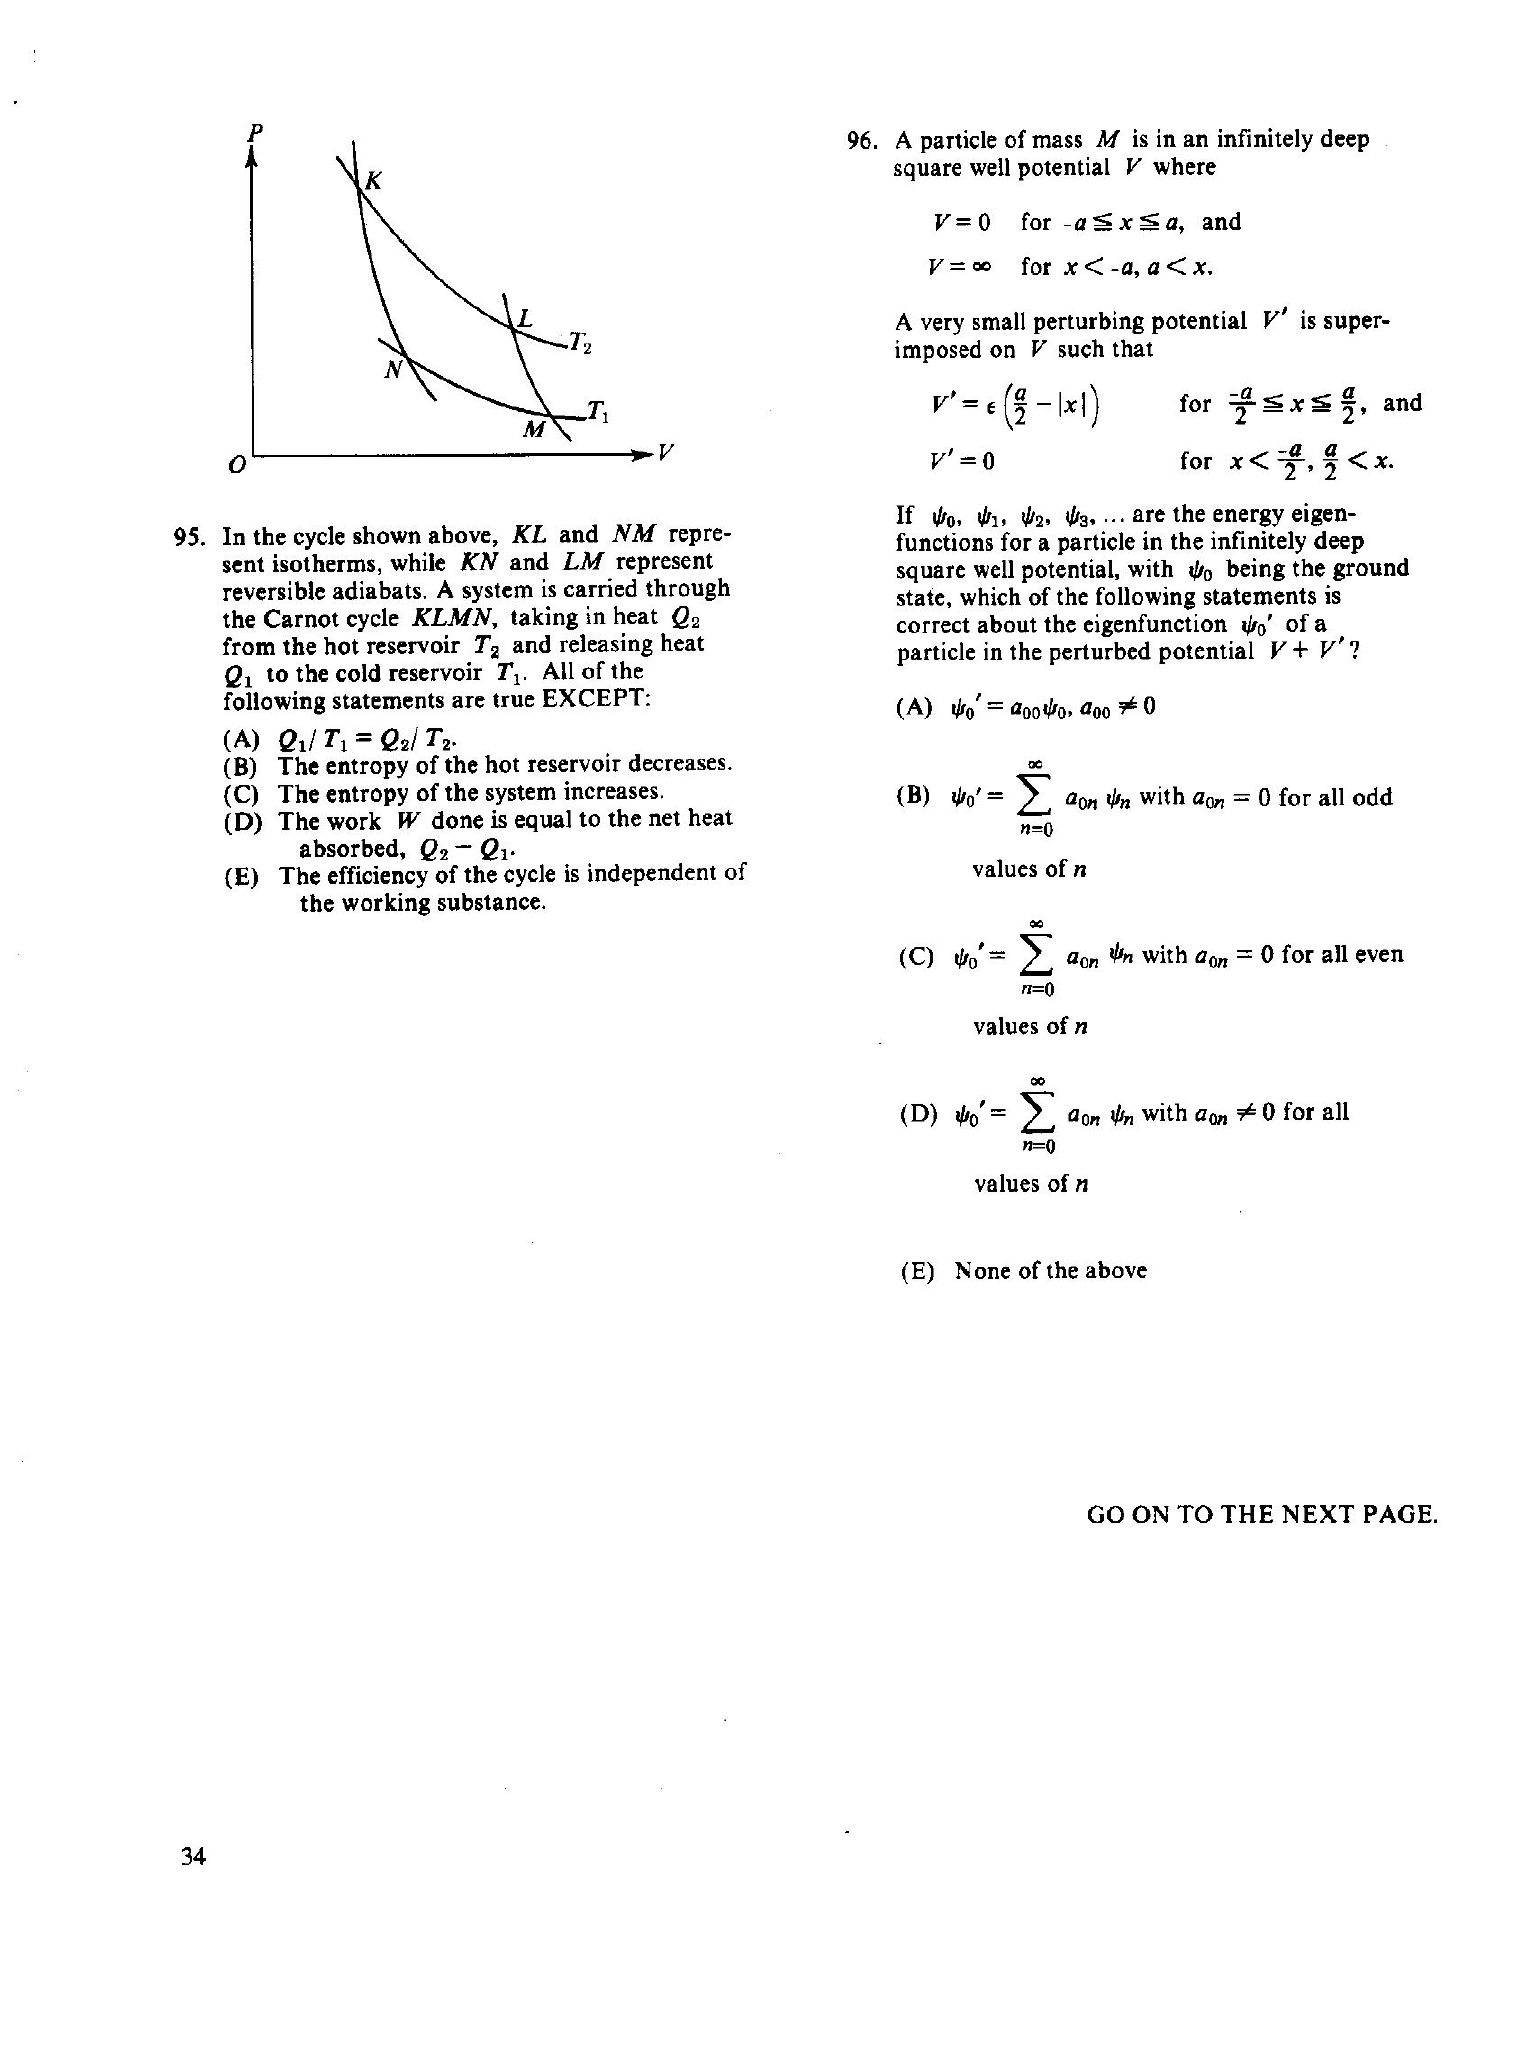 P
K
L
T₂
N
T₁
M
V
O
95. In the cycle shown above, KL and NM repre-
sent isotherms, while KN and LM represent
reversible adiabats. A system is carried through
the Carnot cycle KLMN, taking in heat Q₂
from the hot reservoir T₂ and releasing heat
Q₁ to the cold reservoir T₁. All of the
following statements are true EXCEPT:
(A) Q₁/ T₁ = Q₂/ T₂.
(B) The entropy of the hot reservoir decreases.
(C) The entropy of the system increases.
(D) The work W done is equal to the net heat
absorbed, Q₂ − Q₁.
(E) The efficiency of the cycle is independent of
the working substance.
96. A particle of mass M is in an infinitely deep
square well potential V where
V = 0 for -a ≦ x ≦ a, and
V = ∞ for x < -a, a < x.
A very small perturbing potential V′ is super-
imposed on V such that
V′ = ϵ (a/2 − |x|) for -a/2 ≦ x ≦ a/2, and
V′ = 0 for x < -a/2, a/2 < x.
If ψ₀, ψ₁, ψ₂, ψ₃, ... are the energy eigen-
functions for a particle in the infinitely deep
square well potential, with ψ₀ being the ground
state, which of the following statements is
correct about the eigenfunction ψ₀′ of a
particle in the perturbed potential V + V′ ?
(A) ψ₀′ = a₀₀ψ₀, a₀₀ ≠ 0
(B) ψ₀′ = ∑_{n=0}^{∞} a₀ₙ ψₙ with a₀ₙ = 0 for all odd
values of n
(C) ψ₀′ = ∑_{n=0}^{∞} a₀ₙ ψₙ with a₀ₙ = 0 for all even
values of n
(D) ψ₀′ = ∑_{n=0}^{∞} a₀ₙ ψₙ with a₀ₙ ≠ 0 for all
values of n
(E) None of the above
GO ON TO THE NEXT PAGE.
34